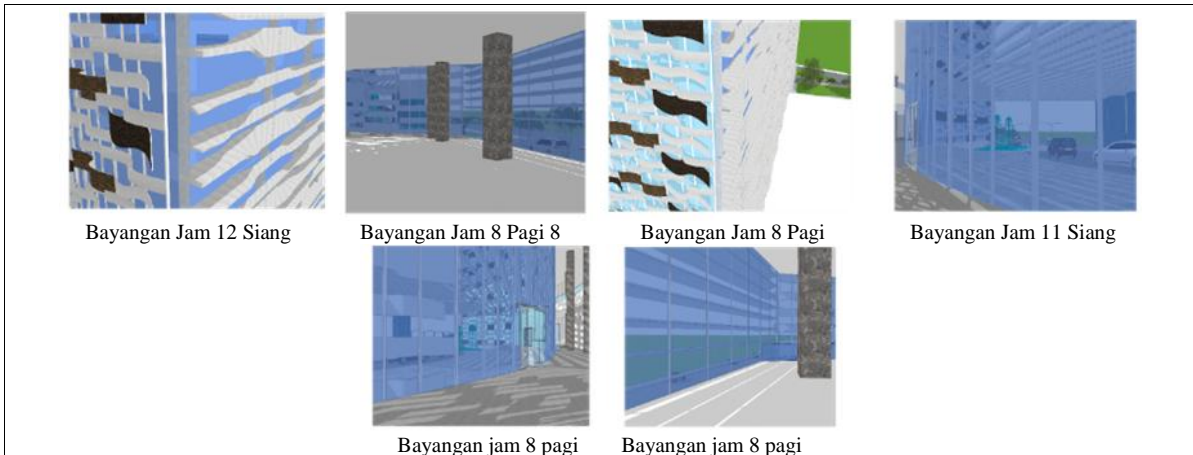 Bayangan Jam 12 Siang
Bayangan Jam 8 Pagi 8
Bayangan Jam 8 Pagi
Bayangan Jam 11 Siang
Bayangan jam 8 pagi
Bayangan jam 8 pagi